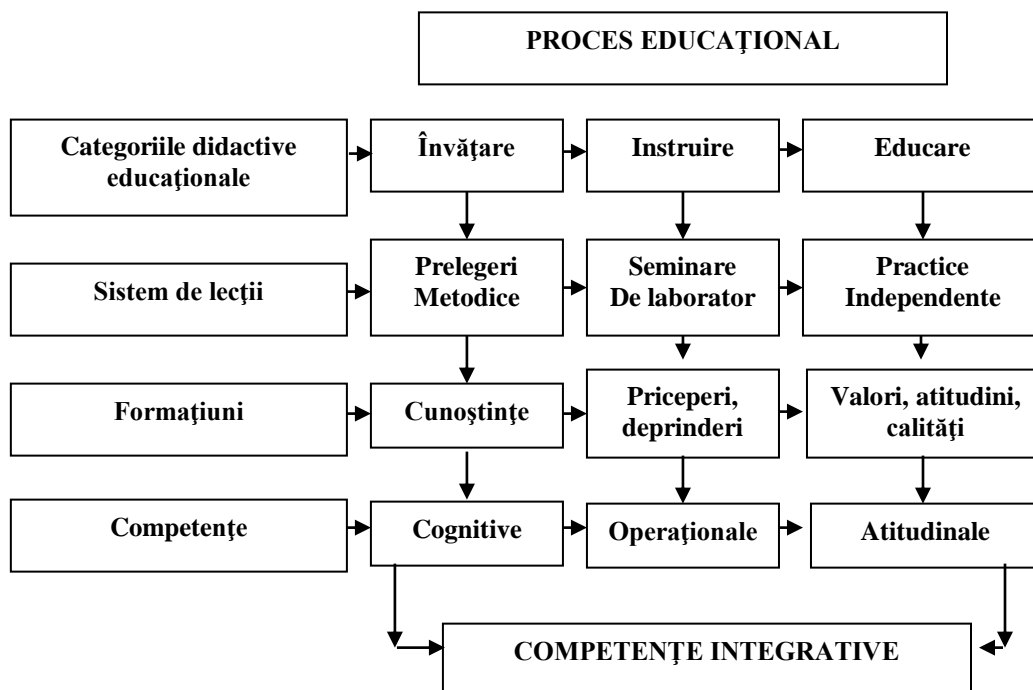 PROCES EDUCAŢIONAL
Categoriile didactive
educaţionale
Învăţare
Instruire
Educare
Sistem de lecţii
Prelegeri
Metodice
Seminare
De laborator
Practice
Independente
Formaţiuni
Cunoştinţe
Priceperi,
deprinderi
Valori, atitudini,
calităţi
Competenţe
Cognitive
Operaţionale
Atitudinale
COMPETENŢE INTEGRATIVE